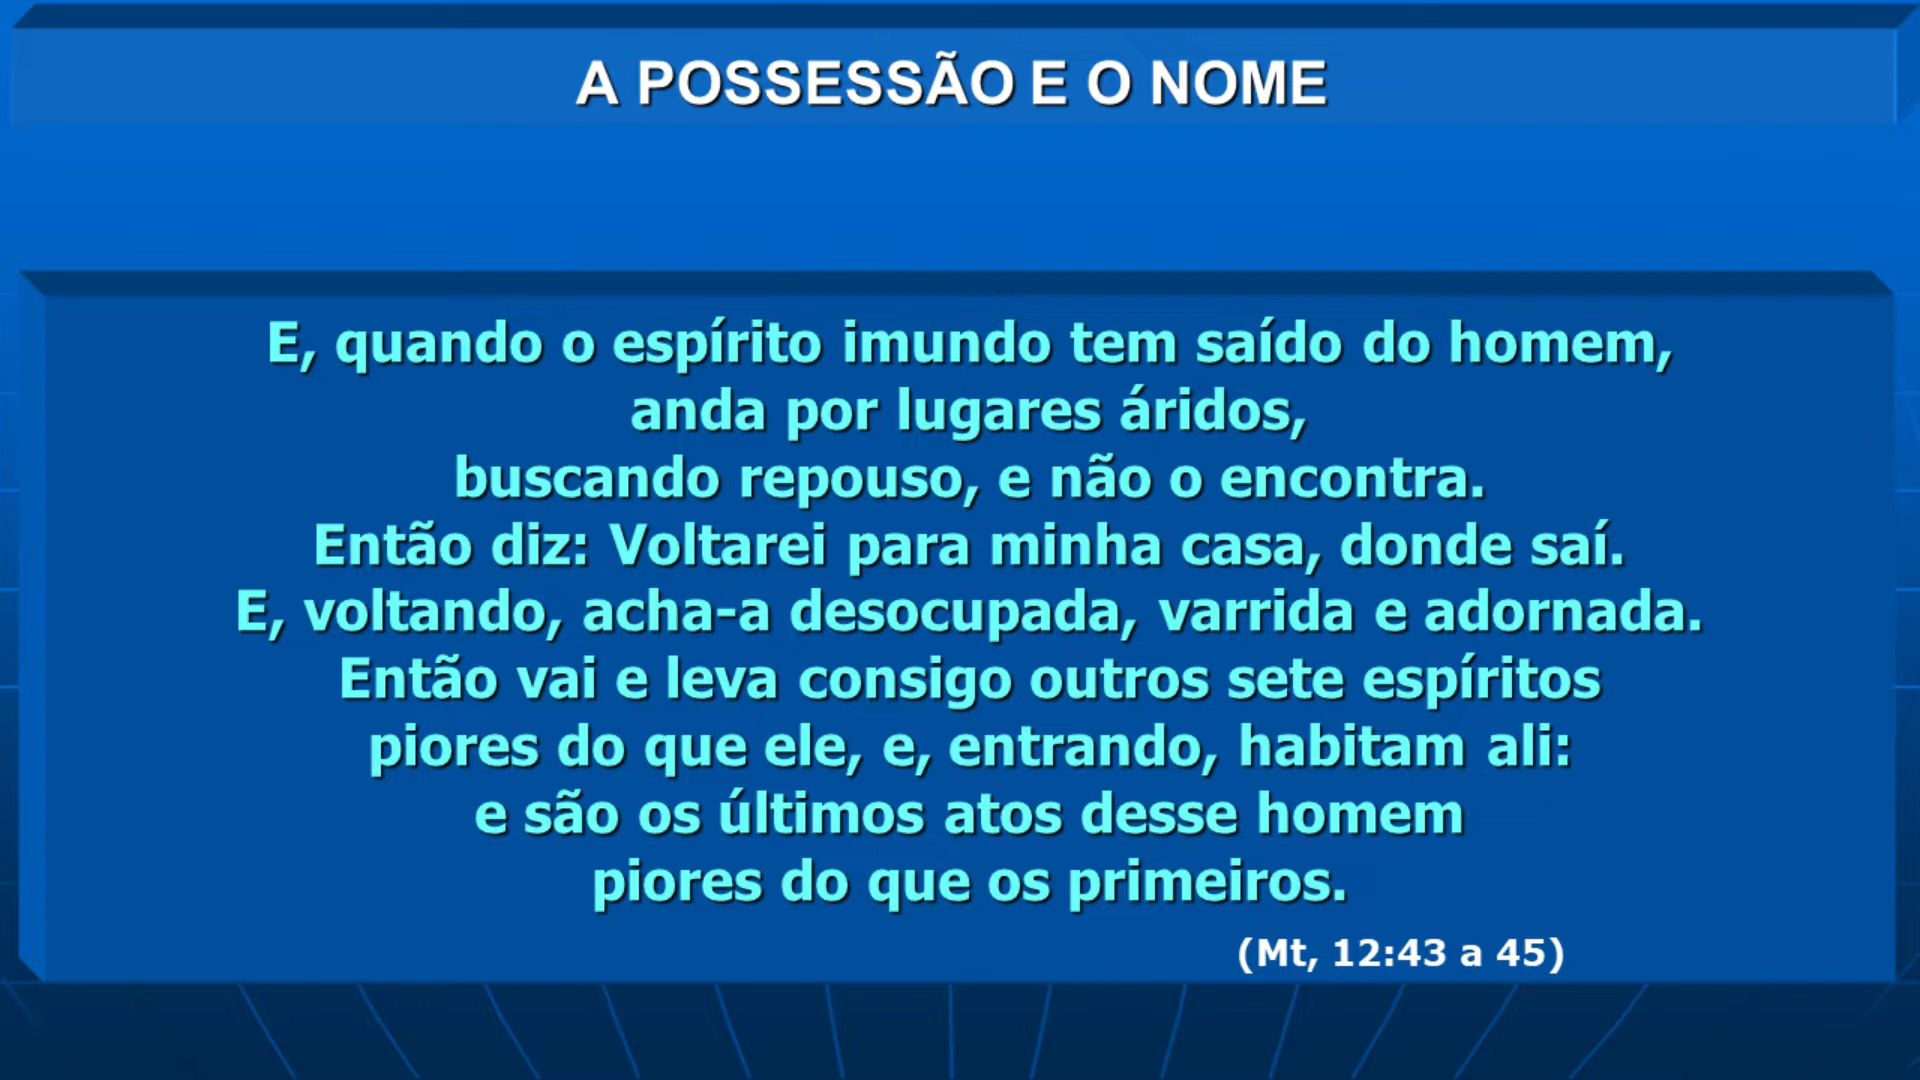 A POSSESSÃO E O NOME
E, quando o espírito imundo tem saído do homem,
anda por lugares áridos,
buscando repouso, e não o encontra.
Então diz: Voltarei para minha casa, donde saí.
E, voltando, acha-a desocupada, varrida e adornada.
Então vai e leva consigo outros sete espíritos
piores do que ele, e, entrando, habitam ali:
e são os últimos atos desse homem
piores do que os primeiros.
(Mt, 12:43 a 45)